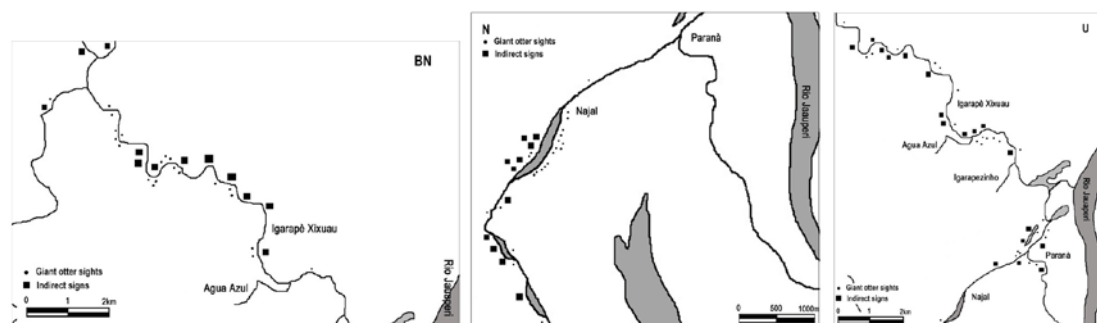 BN
Igarapê Xixuau
Agua Azul
Rio Jauaperi
Giant otter sights
Indirect signs
0 1 2km
N
Giant otter sights
Indirect signs
Paranà
Najal
Rio Jauaperi
0 500 1000m
U
Igarapê Xixuau
Agua Azul
Igarapezinho
Rio Jauaperi
Paranà
Najal
Giant otter sights
Indirect signs
0 1 2km